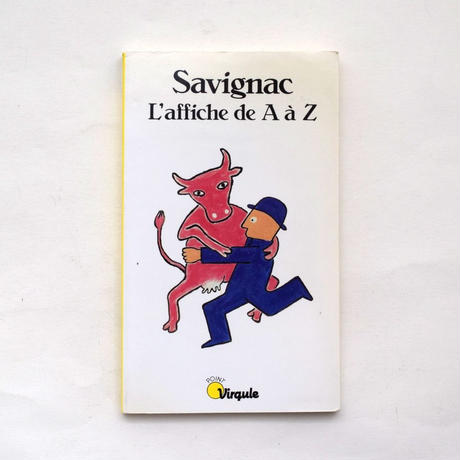 Savignac
L'affiche de A à Z
POINT
Virgule